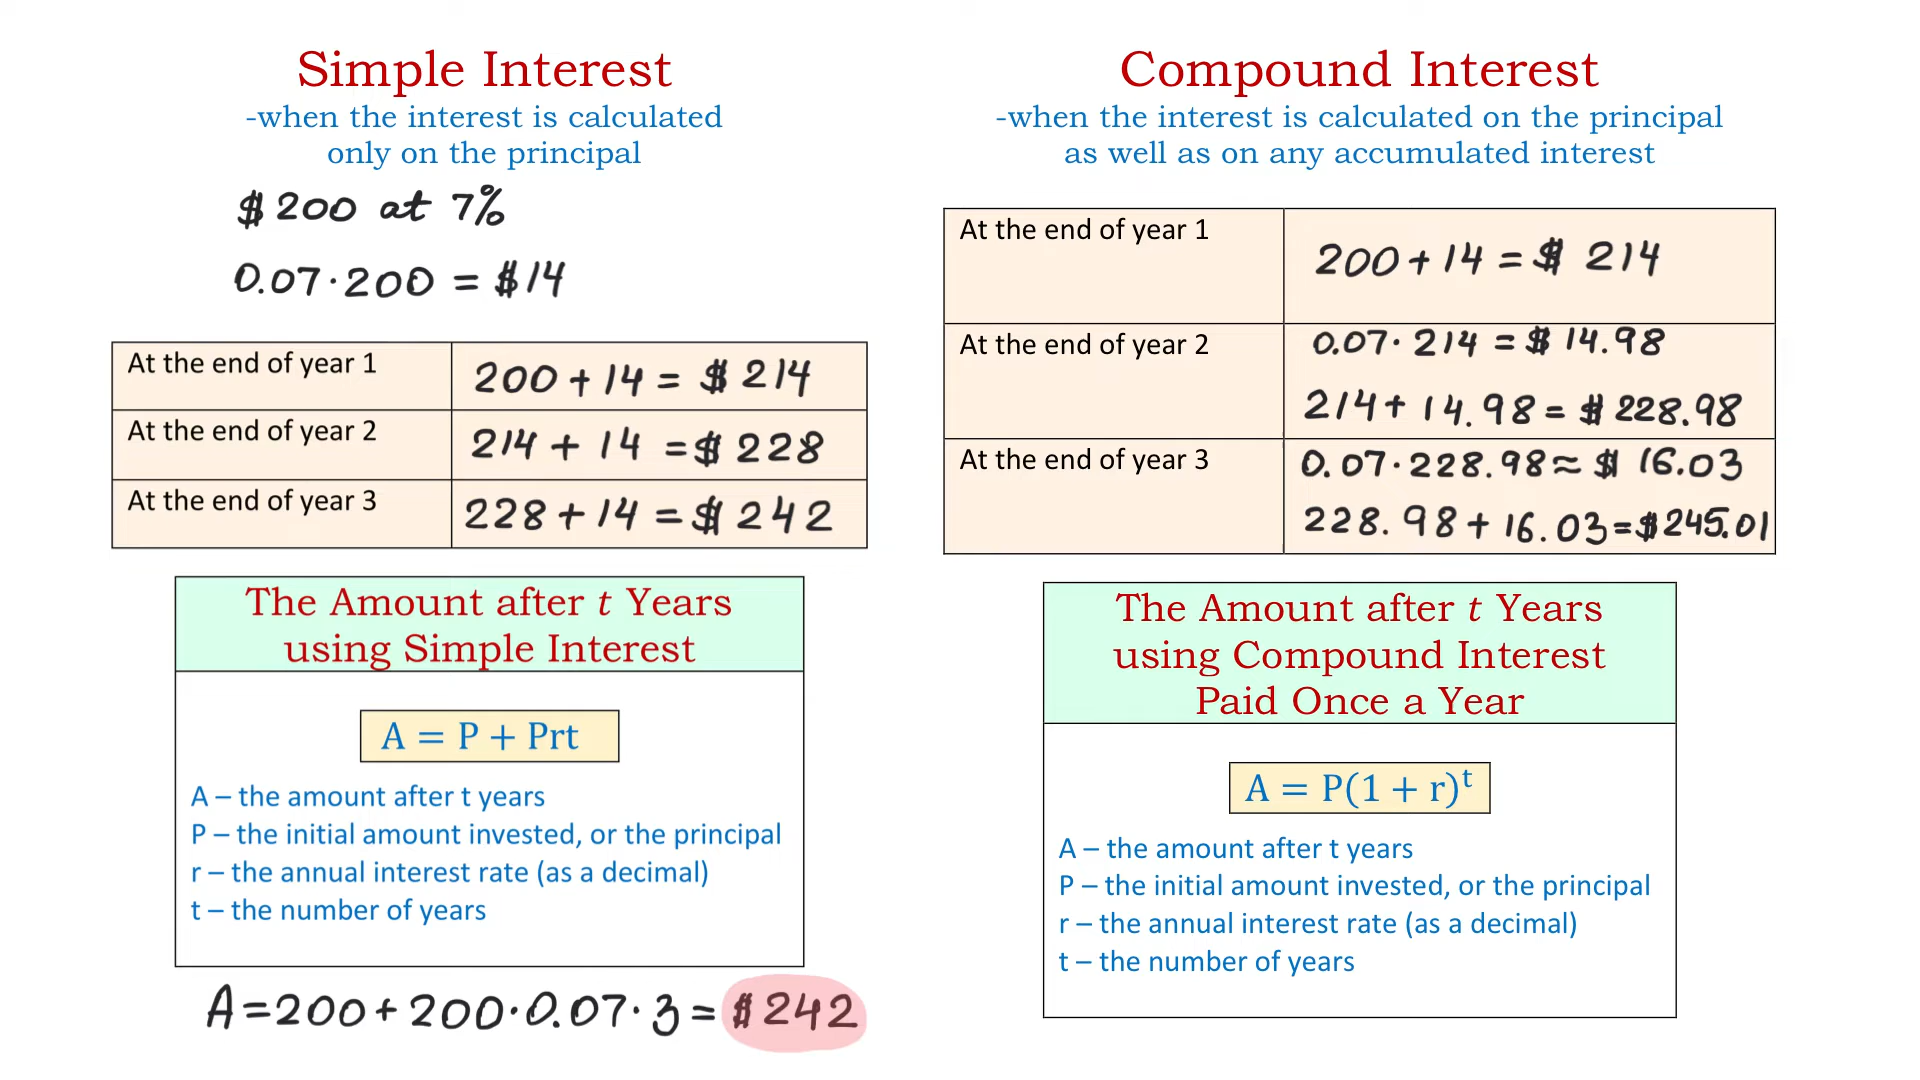 Simple Interest
-when the interest is calculated
only on the principal
$ 200 at 7%
0.07 · 200 = $ 14
At the end of year 1
200 + 14 = $ 214
At the end of year 2
214 + 14 = $ 228
At the end of year 3
228 + 14 = $ 242
The Amount after t Years
using Simple Interest
A = P + Prt
A – the amount after t years
P – the initial amount invested, or the principal
r – the annual interest rate (as a decimal)
t – the number of years
A = 200 + 200 · 0.07 · 3 = $ 242
Compound Interest
-when the interest is calculated on the principal
as well as on any accumulated interest
At the end of year 1
200 + 14 = $ 214
At the end of year 2
0.07 · 214 = $ 14.98
214 + 14.98 = $ 228.98
At the end of year 3
0.07 · 228.98 ≈ $ 16.03
228.98 + 16.03 = $245.01
The Amount after t Years
using Compound Interest
Paid Once a Year
A = P(1 + r)ᵗ
A – the amount after t years
P – the initial amount invested, or the principal
r – the annual interest rate (as a decimal)
t – the number of years